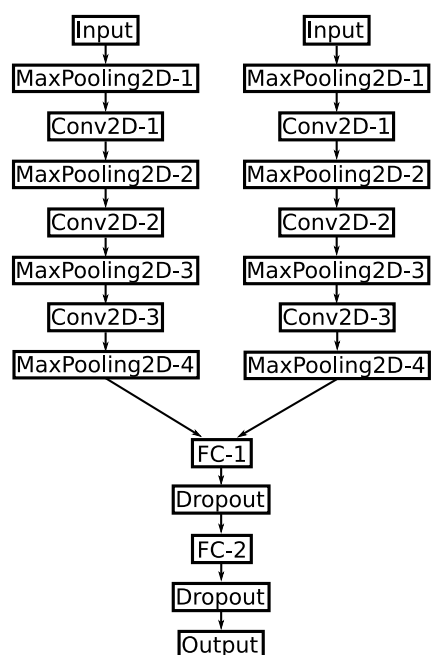 Input
MaxPooling2D-1
Conv2D-1
MaxPooling2D-2
Conv2D-2
MaxPooling2D-3
Conv2D-3
MaxPooling2D-4
Input
MaxPooling2D-1
Conv2D-1
MaxPooling2D-2
Conv2D-2
MaxPooling2D-3
Conv2D-3
MaxPooling2D-4
FC-1
Dropout
FC-2
Dropout
Output